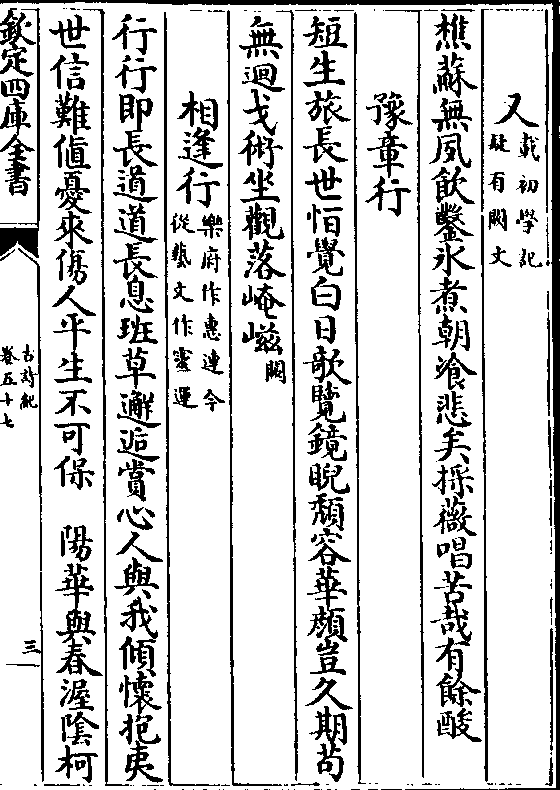 又載初學記
疑有闕文
樵蘇無夙飲鑿氷煮朝飡悲矣採薇唱苦哉有餘酸
豫章行
短生旅長世恒覺白日欹覽鏡睨頽容華顔豈久期茍
無迴戈術坐觀落崦嵫闕
相逢行樂府作惠連今
從藝文作靈運
行行即長道道長息班草邂逅賞心人與我傾懷抱夷
世信難值憂來傷人平生不可保 陽華與春渥陰柯
欽定四庫全書
古詩紀
卷五十七
三